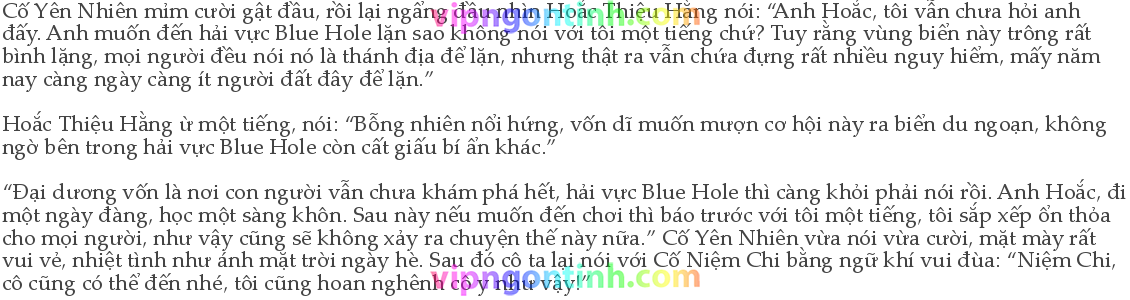 Cố Yên Nhiên mỉm cười gật đầu, rồi lại ngẩng đầu nhìn Hoắc Thiệu Hằng nói: “Anh Hoắc, tôi vẫn chưa hỏi anh
đấy. Anh muốn đến hải vực Blue Hole lặn sao không nói với tôi một tiếng chứ? Tuy rằng vùng biển này trông rất
bình lặng, mọi người đều nói nó là thánh địa để lặn, nhưng thật ra vẫn chứa đựng rất nhiều nguy hiểm, mấy năm
nay càng ngày càng ít người đất đây để lặn.”
Hoắc Thiệu Hằng ừ một tiếng, nói: “Bỗng nhiên nổi hứng, vốn dĩ muốn mượn cơ hội này ra biển du ngoạn, không
ngờ bên trong hải vực Blue Hole còn cất giấu bí ẩn khác.”
“Đại dương vốn là nơi con người vẫn chưa khám phá hết, hải vực Blue Hole thì càng khỏi phải nói rồi. Anh Hoắc, đi
một ngày đàng, học một sàng khôn. Sau này nếu muốn đến chơi thì báo trước với tôi một tiếng, tôi sắp xếp ổn thỏa
cho mọi người, như vậy cũng sẽ không xảy ra chuyện thế này nữa.” Cố Yên Nhiên vừa nói vừa cười, mặt mày rất
vui vẻ, nhiệt tình như ánh mặt trời ngày hè. Sau đó cô ta lại nói với Cố Niệm Chi bằng ngữ khí vui đùa: “Niệm Chi,
cô cũng có thể đến nhé, tôi cũng hoan nghênh cô y như vậy!”
vipngontinh.com
vipngontinh.com